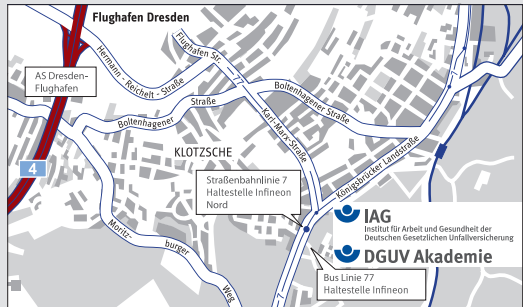 Flughafen Dresden
Flughafen Str.
77
7
Hermann - Reichelt - Straße
AS Dresden-
Flughafen
Boltenhagener Straße
Boltenhagener Straße
Karl-Marx-Straße
KLOTZSCHE
Königsbrücker Landstraße
4
Straßenbahnlinie 7
Haltestelle Infineon
Nord
IAG
Institut für Arbeit und Gesundheit der
Deutschen Gesetzlichen Unfallversicherung
DGUV Akademie
Moritz-
burger
Weg
Bus Linie 77
Haltestelle Infineon
7